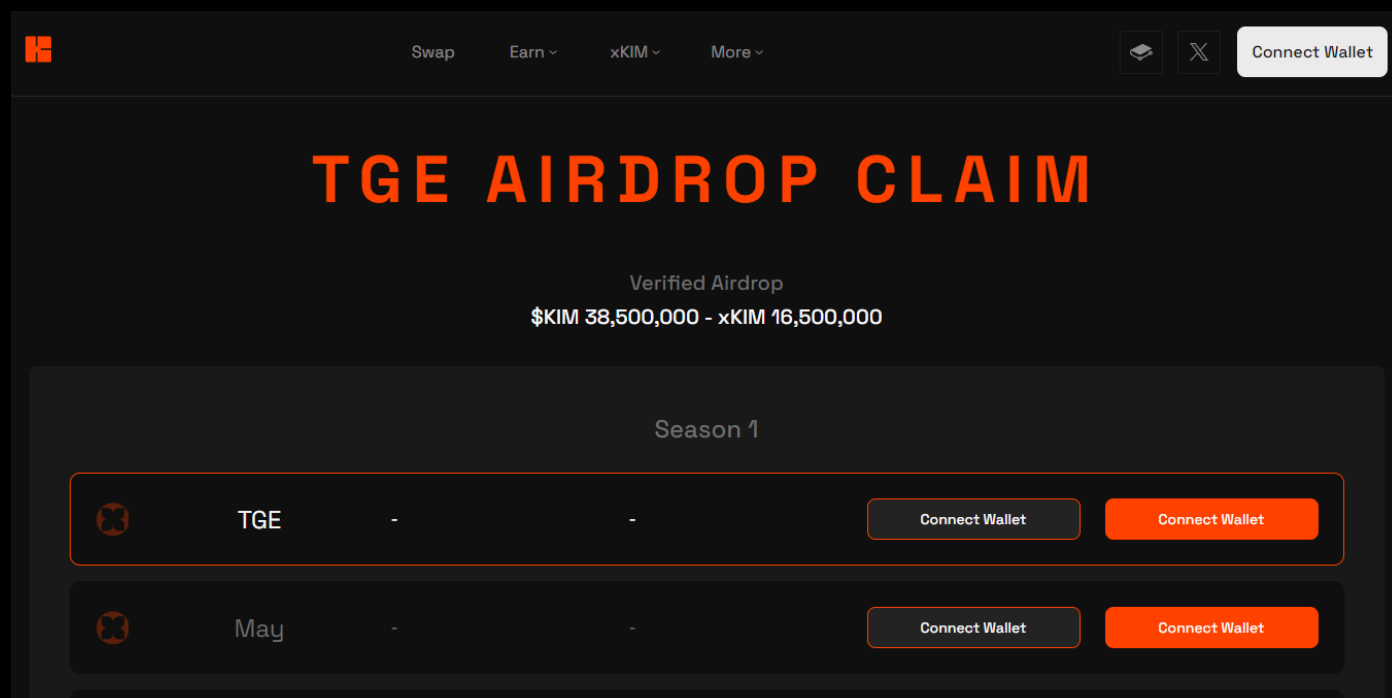 Swap Earn xKIM More Connect Wallet
TGE AIRDROP CLAIM
Verified Airdrop
$KIM 38,500,000 - xKIM 16,500,000
Season 1
TGE - - Connect Wallet Connect Wallet
May - - Connect Wallet Connect Wallet